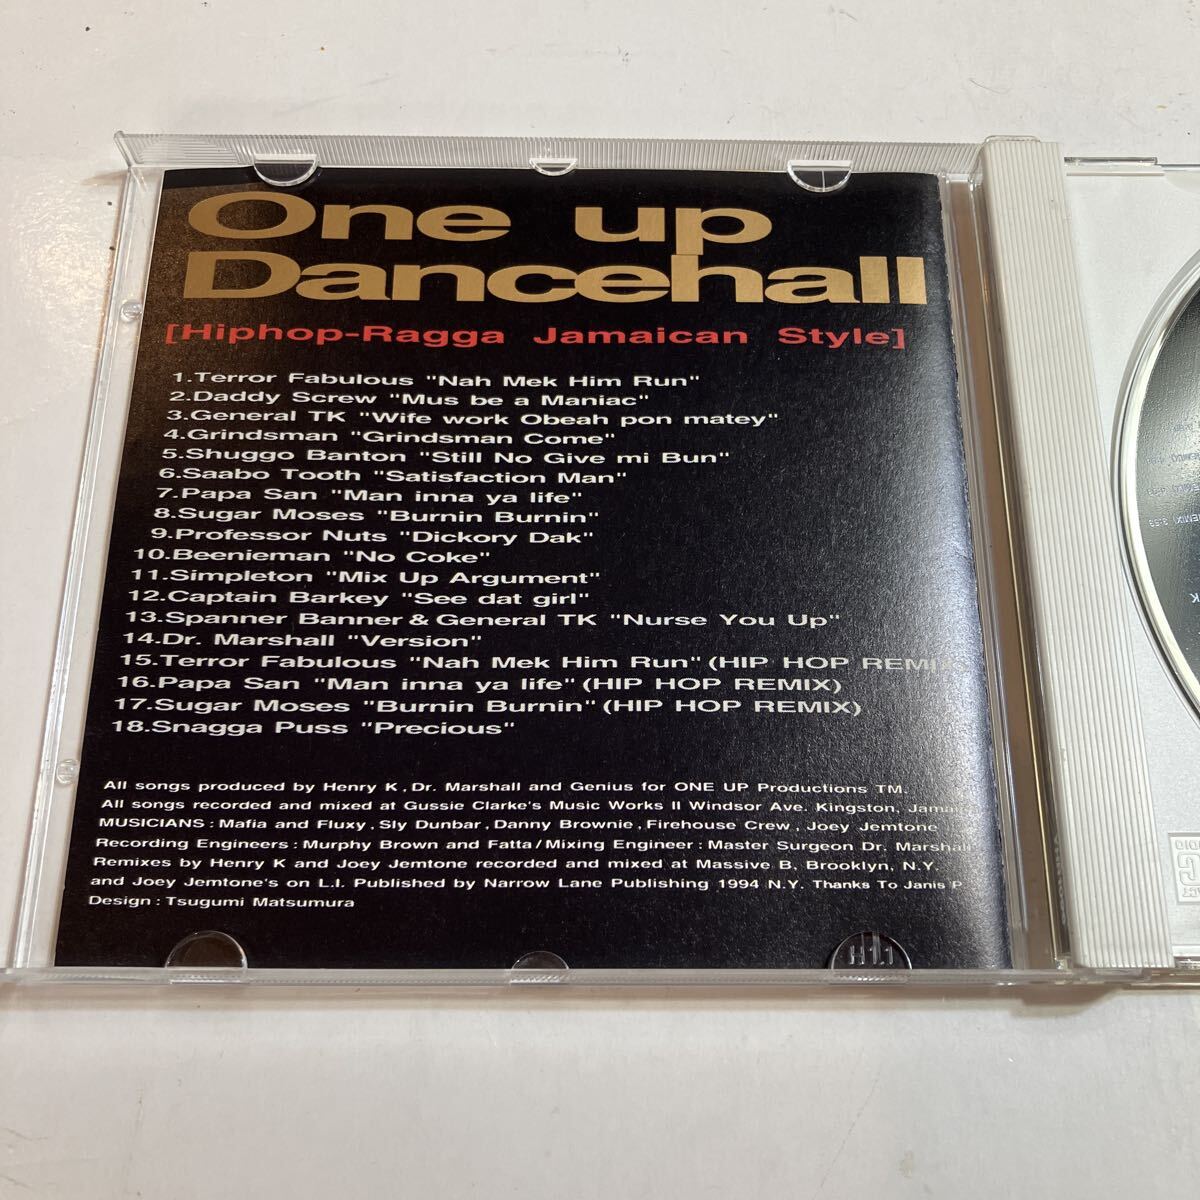 One up
Dancehall
[Hiphop-Ragga Jamaican Style]
1.Terror Fabulous "Nah Mek Him Run"
2.Daddy Screw "Mus be a Maniac"
3.General TK "Wife work Obeah pon matey"
4.Grindsman "Grindsman Come"
5.Shuggo Banton "Still No Give mi Bun"
6.Saabo Tooth "Satisfaction Man"
7.Papa San "Man inna ya life"
8.Sugar Moses "Burnin Burnin"
9.Professor Nuts "Dickory Dak"
10.Beenieman "No Coke"
11.Simpleton "Mix Up Argument"
12.Captain Barkey "See dat girl"
13.Spanner Banner & General TK "Nurse You Up"
14.Dr. Marshall "Version"
15.Terror Fabulous "Nah Mek Him Run" (HIP HOP REMIX)
16.Papa San "Man inna ya life" (HIP HOP REMIX)
17.Sugar Moses "Burnin Burnin" (HIP HOP REMIX)
18.Snagga Puss "Precious"
All songs produced by Henry K, Dr. Marshall and Genius for ONE UP Productions TM.
All songs recorded and mixed at Gussie Clarke's Music Works II Windsor Ave. Kingston,
MUSICIANS : Mafia and Fluxy, Sly Dunbar, Danny Brownie, Firehouse Crew, Joey Jemtone
Recording Engineers : Murphy Brown and Fatta / Mixing Engineer : Master Surgeon Dr. Marshall
Remixes by Henry K and Joey Jemtone recorded and mixed at Massive B, Brooklyn, N.Y.
and Joey Jemtone's on L.I. Published by Narrow Lane Publishing 1994 N.Y. Thanks To Janis P
Design : Tsugumi Matsumura
H1.1